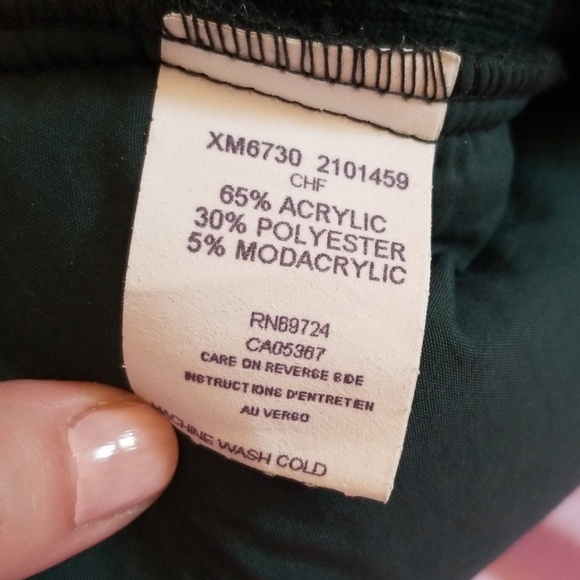 XM6730 2101459
CHF
65% ACRYLIC
30% POLYESTER
5% MODACRYLIC
RN69724
CA05367
CARE ON REVERSE SIDE
INSTRUCTIONS D'ENTRETIEN
AU VERSO
MACHINE WASH COLD